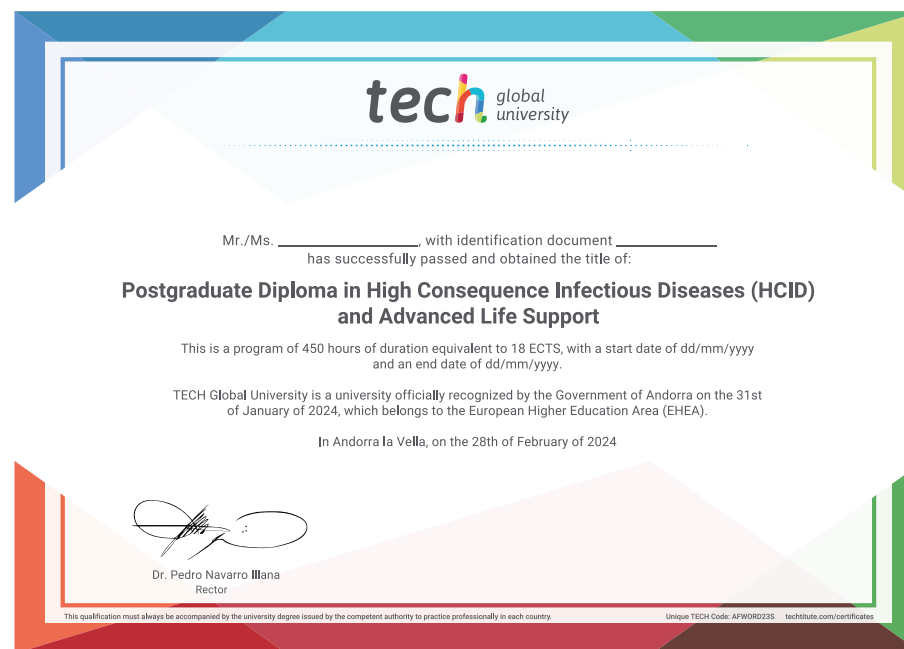 tech global university
Mr./Ms. ____________, with identification document ____________
has successfully passed and obtained the title of:
Postgraduate Diploma in High Consequence Infectious Diseases (HCID)
and Advanced Life Support
This is a program of 450 hours of duration equivalent to 18 ECTS, with a start date of dd/mm/yyyy
and an end date of dd/mm/yyyy.
TECH Global University is a university officially recognized by the Government of Andorra on the 31st
of January of 2024, which belongs to the European Higher Education Area (EHEA).
In Andorra la Vella, on the 28th of February of 2024
Dr. Pedro Navarro Illana
Rector
This qualification must always be accompanied by the university degree issued by the competent authority to practice professionally in each country.
Unique TECH Code: AFWORD23S techtitute.com/certificates